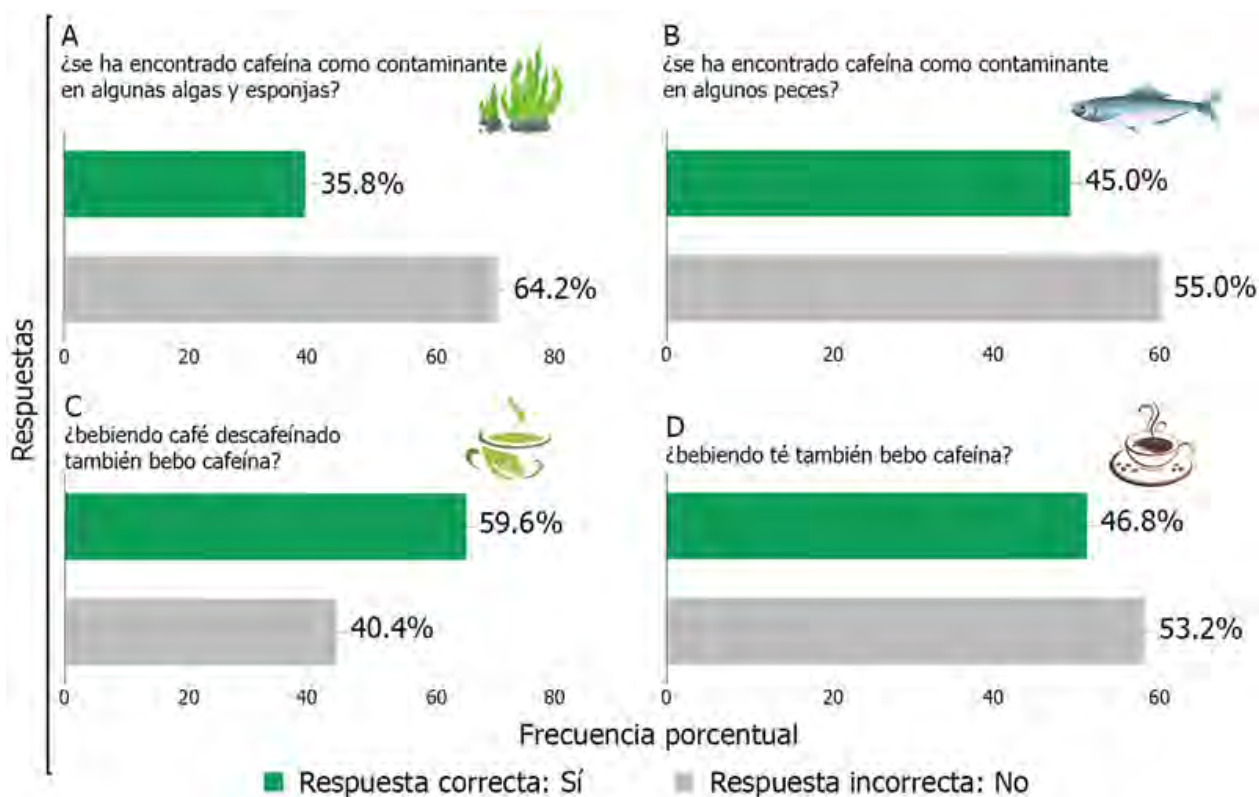 A
¿se ha encontrado cafeína como contaminante
en algunas algas y esponjas?
35.8%
64.2%
0 20 40 60 80
B
¿se ha encontrado cafeína como contaminante
en algunos peces?
45.0%
55.0%
0 20 40 60
C
¿bebiendo café descafeínado
también bebo cafeína?
59.6%
40.4%
0 20 40 60 80
D
¿bebiendo té también bebo cafeína?
46.8%
53.2%
0 20 40 60
Respuestas
Frecuencia porcentual
Respuesta correcta: Sí
Respuesta incorrecta: No